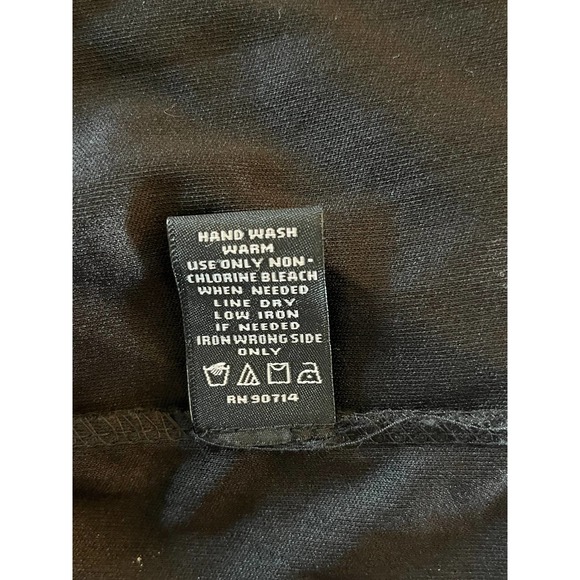 HAND WASH
WARM
USE ONLY NON-
CHLORINE BLEACH
WHEN NEEDED
LINE DRY
LOW IRON
IF NEEDED
IRON WRONG SIDE
ONLY
RN 90714